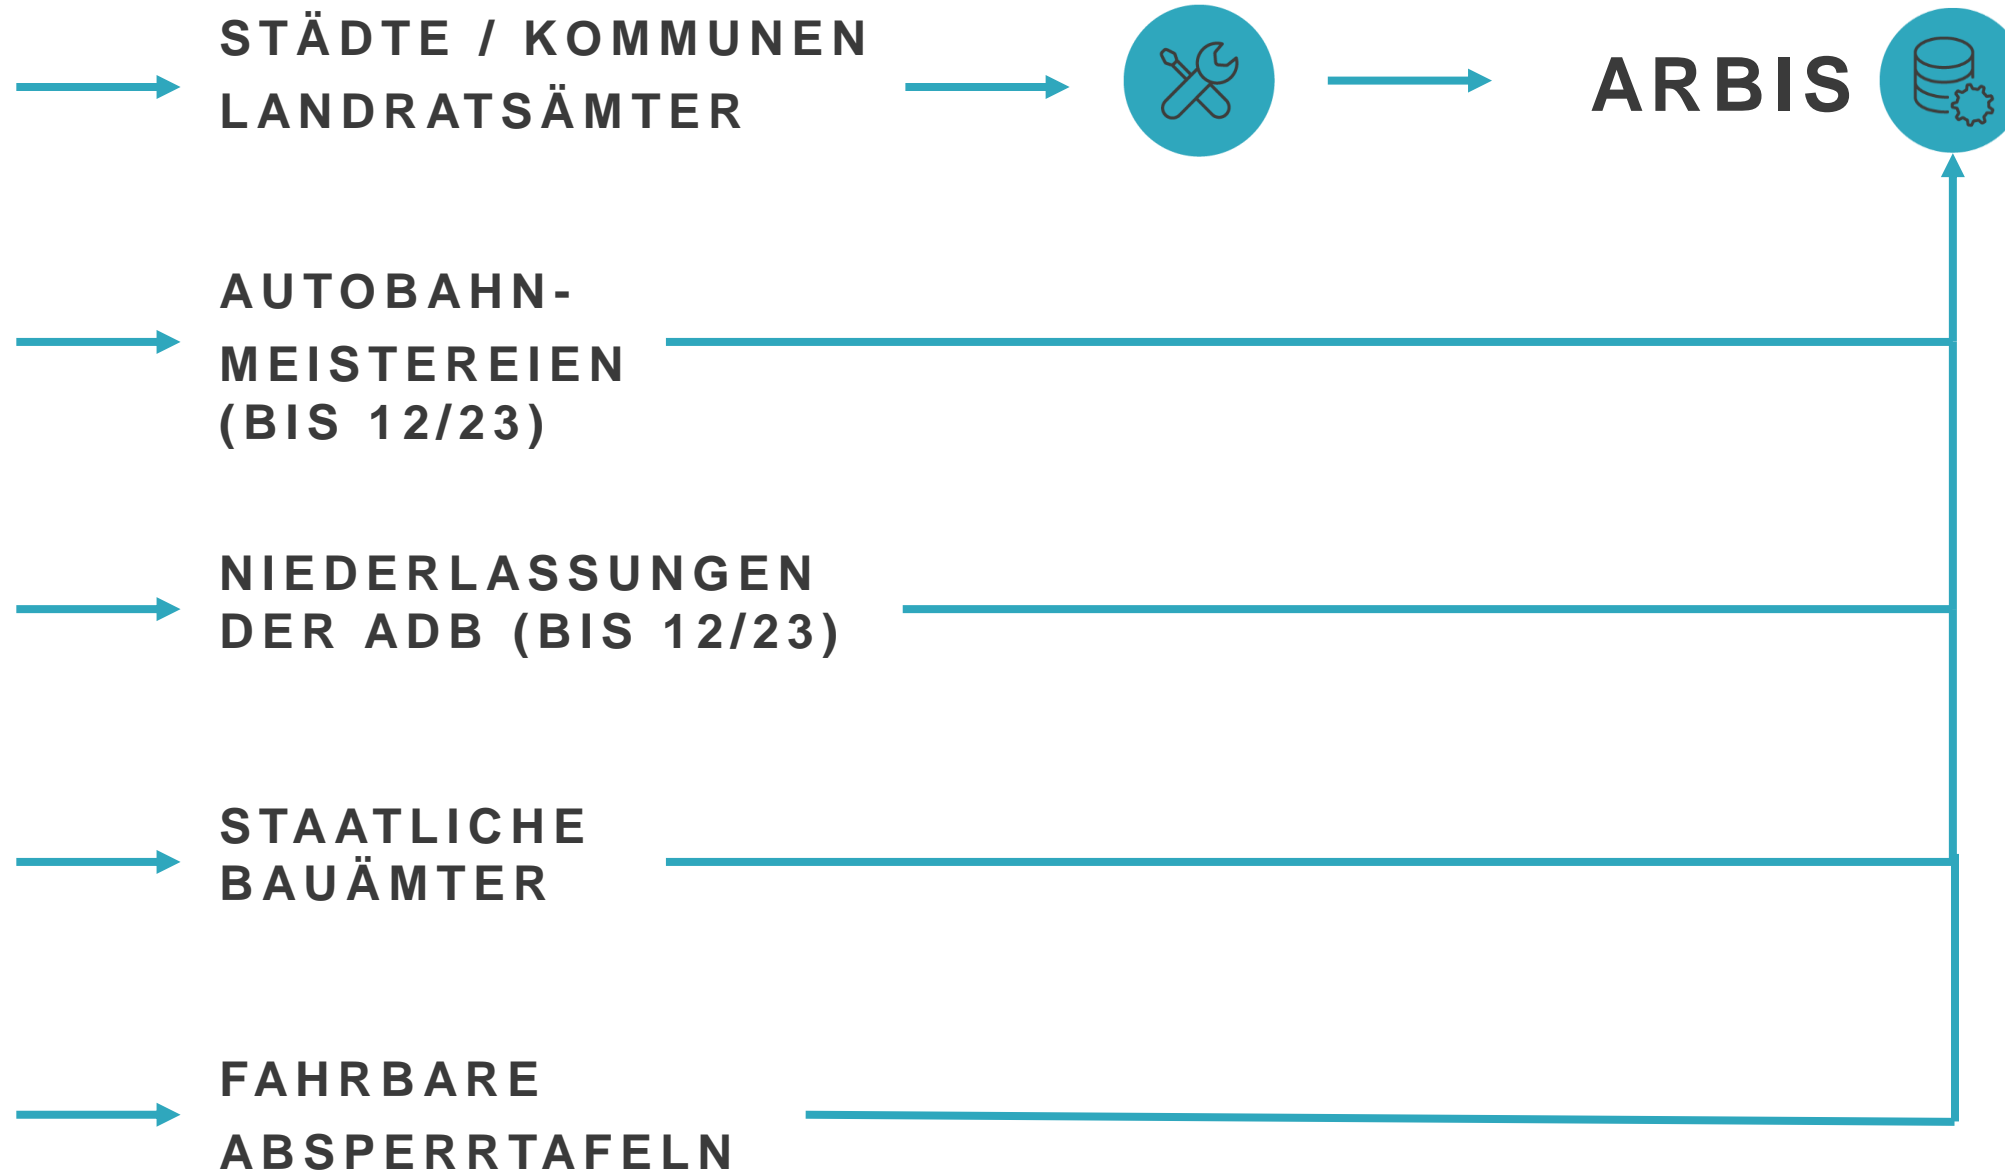 STÄDTE / KOMMUNEN
LANDRATSÄMTER
ARBIS
AUTOBAHN-
MEISTEREIEN
(BIS 12/23)
NIEDERLASSUNGEN
DER ADB (BIS 12/23)
STAATLICHE
BAUÄMTER
FAHRBARE
ABSPERRTAFELN